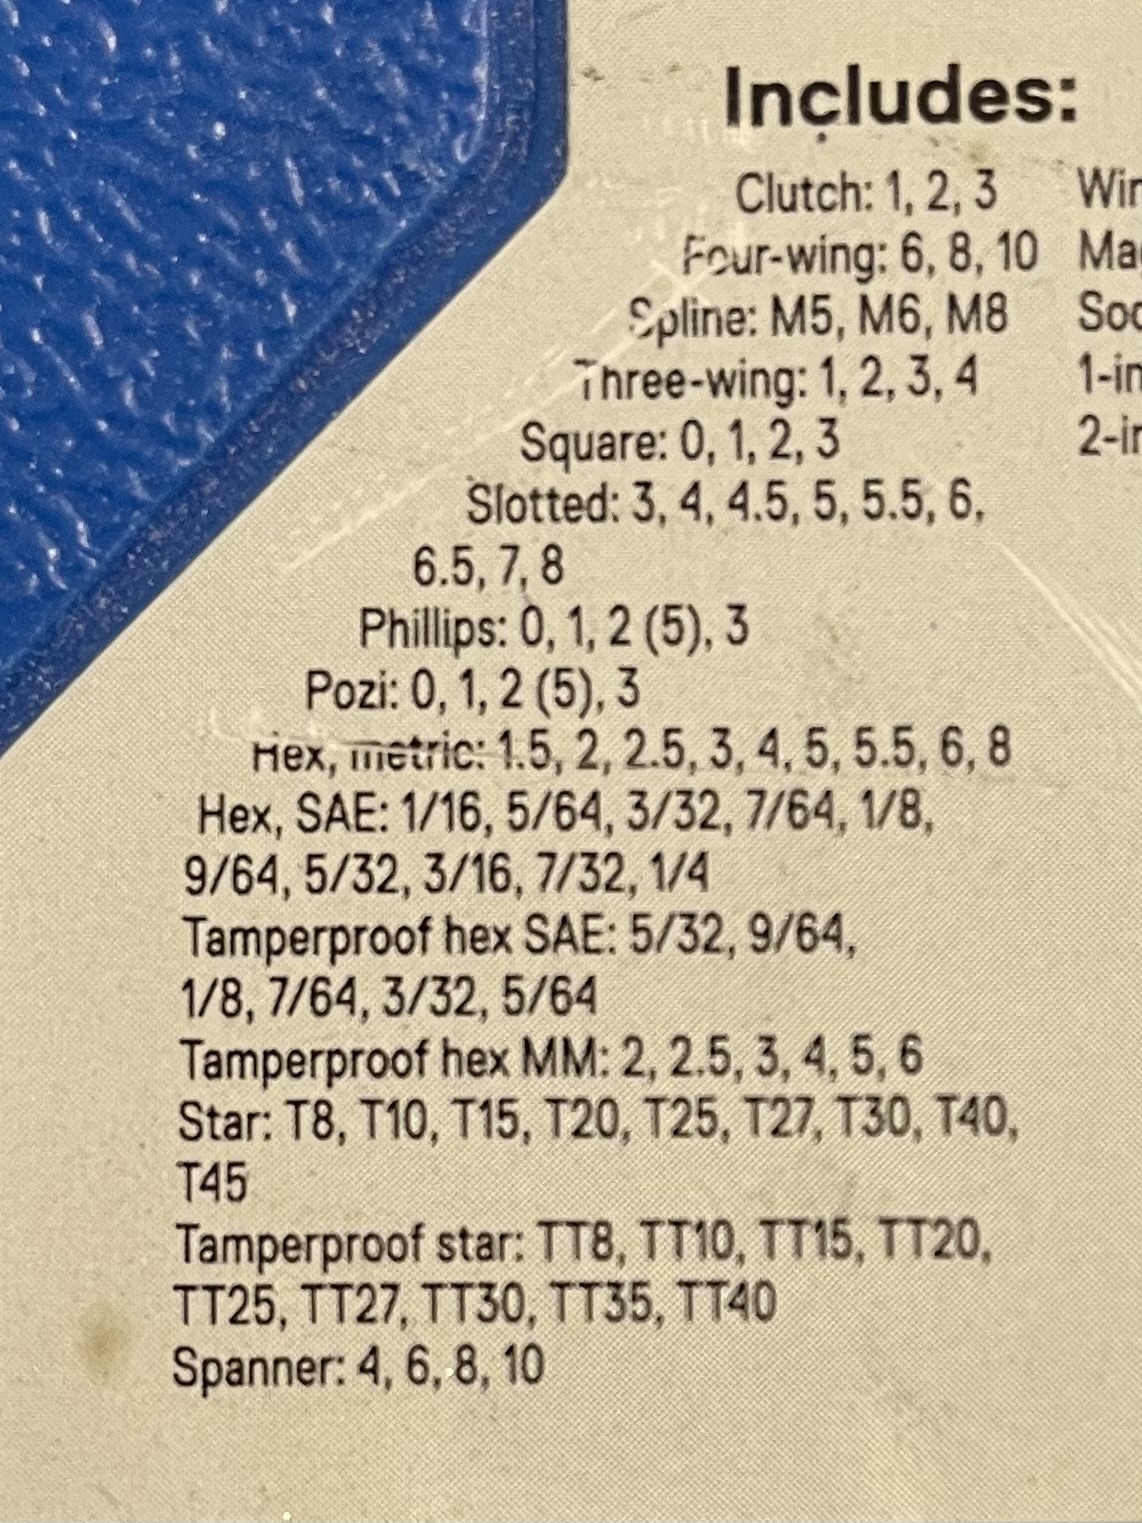 Includes:
Clutch: 1, 2, 3
Four-wing: 6, 8, 10
Spline: M5, M6, M8
Three-wing: 1, 2, 3, 4
Square: 0, 1, 2, 3
Slotted: 3, 4, 4.5, 5, 5.5, 6,
6.5, 7, 8
Phillips: 0, 1, 2 (5), 3
Pozi: 0, 1, 2 (5), 3
Hex, metric: 1.5, 2, 2.5, 3, 4, 5, 5.5, 6, 8
Hex, SAE: 1/16, 5/64, 3/32, 7/64, 1/8,
9/64, 5/32, 3/16, 7/32, 1/4
Tamperproof hex SAE: 5/32, 9/64,
1/8, 7/64, 3/32, 5/64
Tamperproof hex MM: 2, 2.5, 3, 4, 5, 6
Star: T8, T10, T15, T20, T25, T27, T30, T40,
T45
Tamperproof star: TT8, TT10, TT15, TT20,
TT25, TT27, TT30, TT35, TT40
Spanner: 4, 6, 8, 10